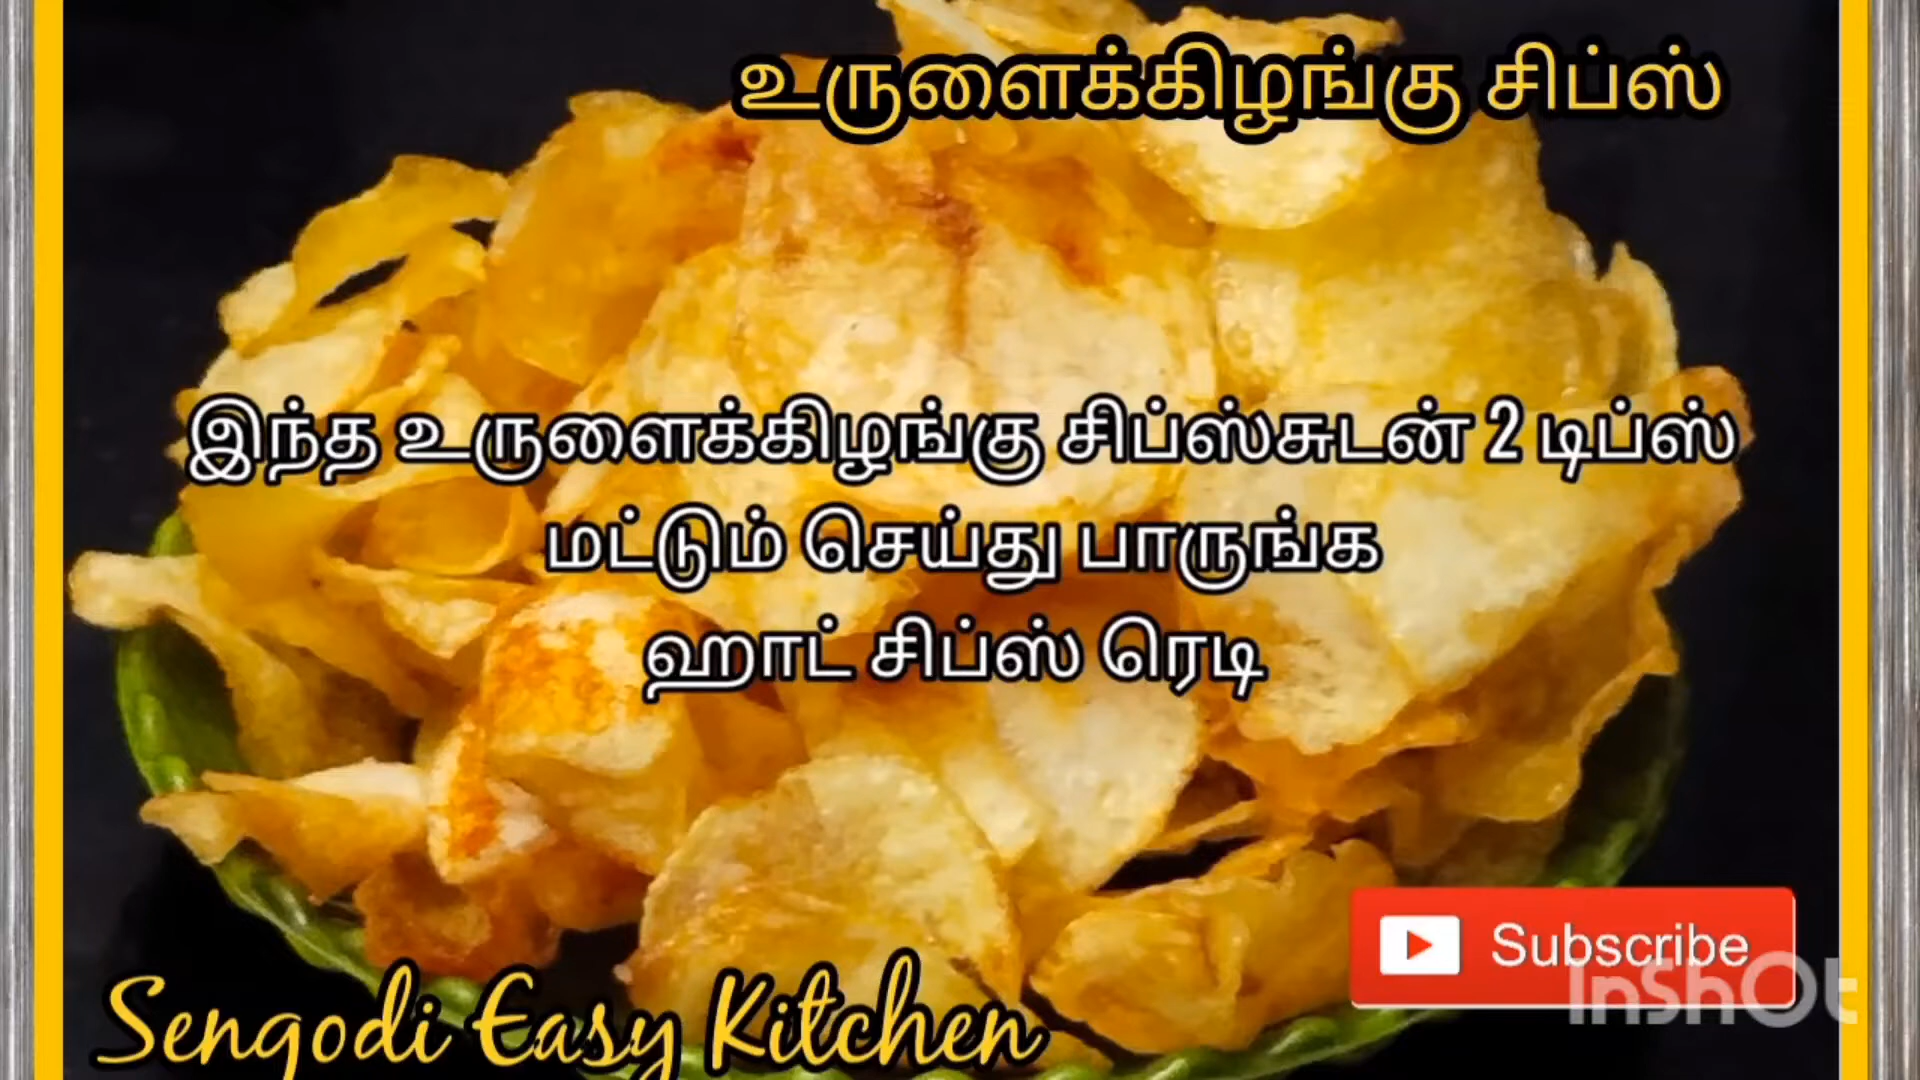 உருளைக்கிழங்கு சிப்ஸ்
இந்த உருளைக்கிழங்கு சிப்ஸ்சுடன் 2 டிப்ஸ்
மட்டும் செய்து பாருங்க
ஹாட் சிப்ஸ் ரெடி
Subscribe
InShOt
Sengodi Easy Kitchen